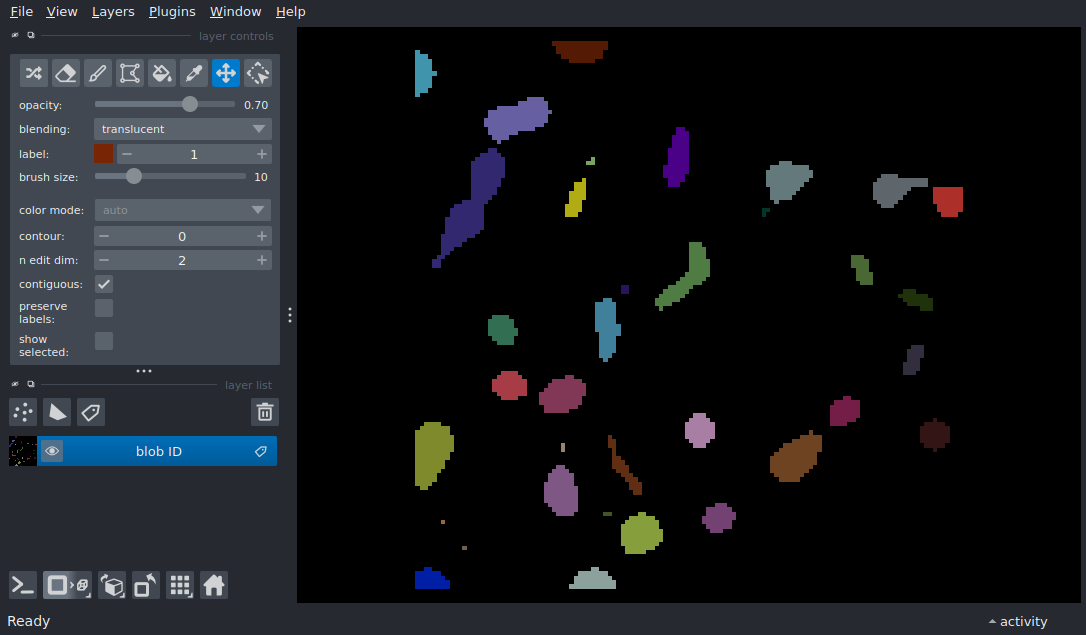 File View Layers Plugins Window Help
layer controls
opacity: 0.70
blending: translucent
label: 1
brush size: 10
color mode: auto
contour: 0
n edit dim: 2
contiguous:
preserve
labels:
show
selected:
layer list
blob ID
Ready activity